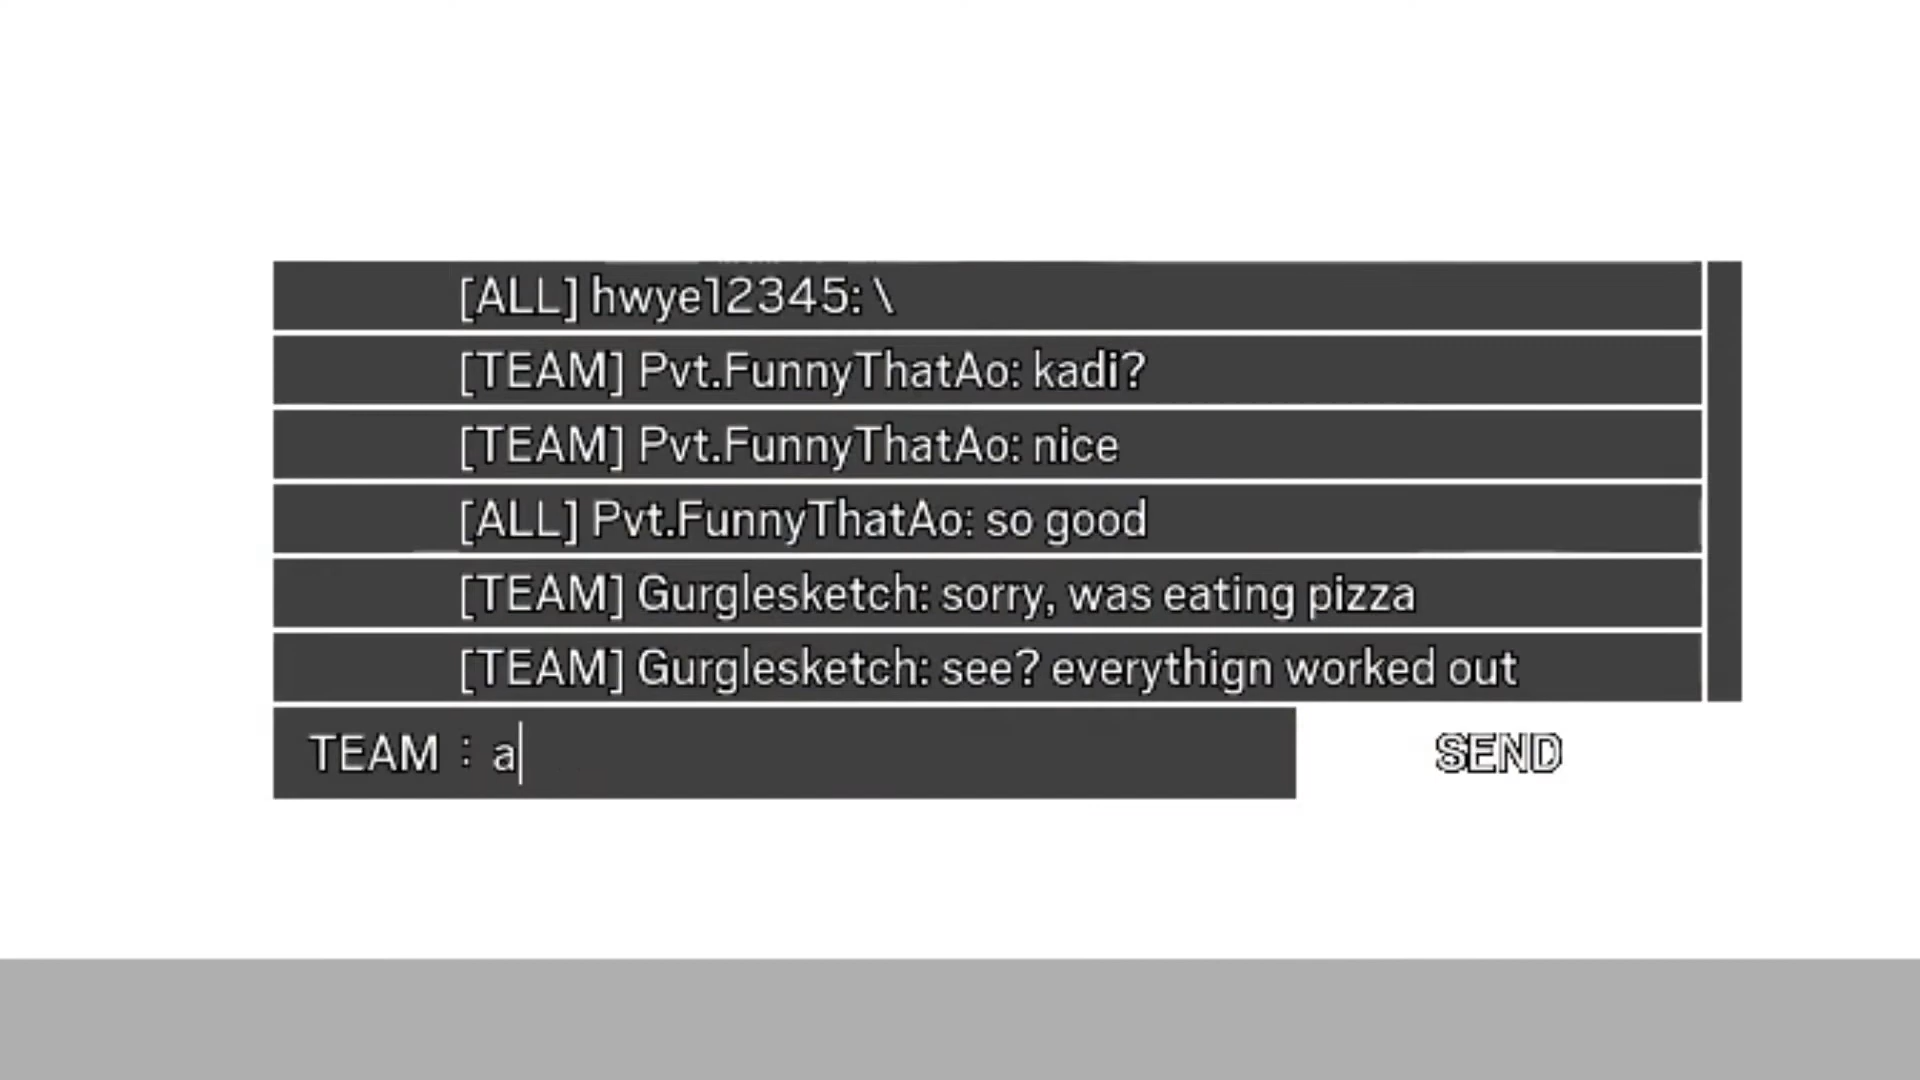 [ALL] hwye12345: \
[TEAM] Pvt.FunnyThatAo: kadi?
[TEAM] Pvt.FunnyThatAo: nice
[ALL] Pvt.FunnyThatAo: so good
[TEAM] Gurglesketch: sorry, was eating pizza
[TEAM] Gurglesketch: see? everythign worked out
TEAM : a
SEND